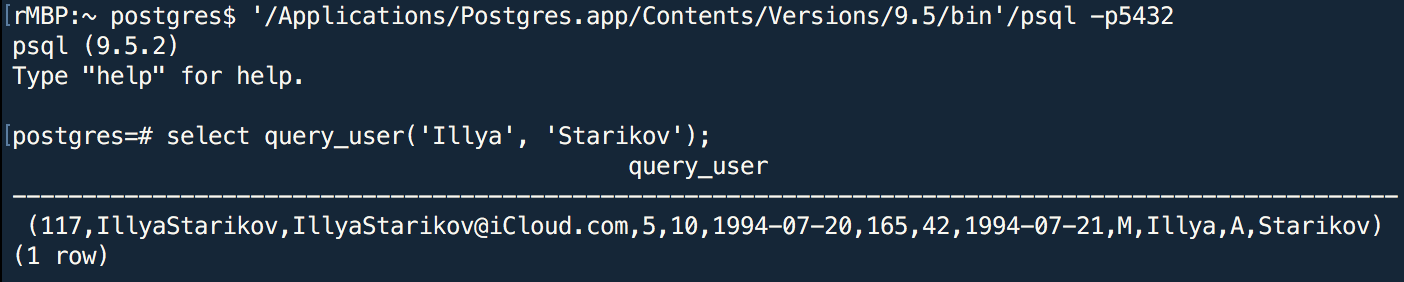 [rMBP:~ postgres$ '/Applications/Postgres.app/Contents/Versions/9.5/bin'/psql -p5432
psql (9.5.2)
Type "help" for help.
[postgres=# select query_user('Illya', 'Starikov');
query_user
---------------------------------------------------------------------------------------------------
(117,IllyaStarikov,IllyaStarikov@iCloud.com,5,10,1994-07-20,165,42,1994-07-21,M,Illya,A,Starikov)
(1 row)